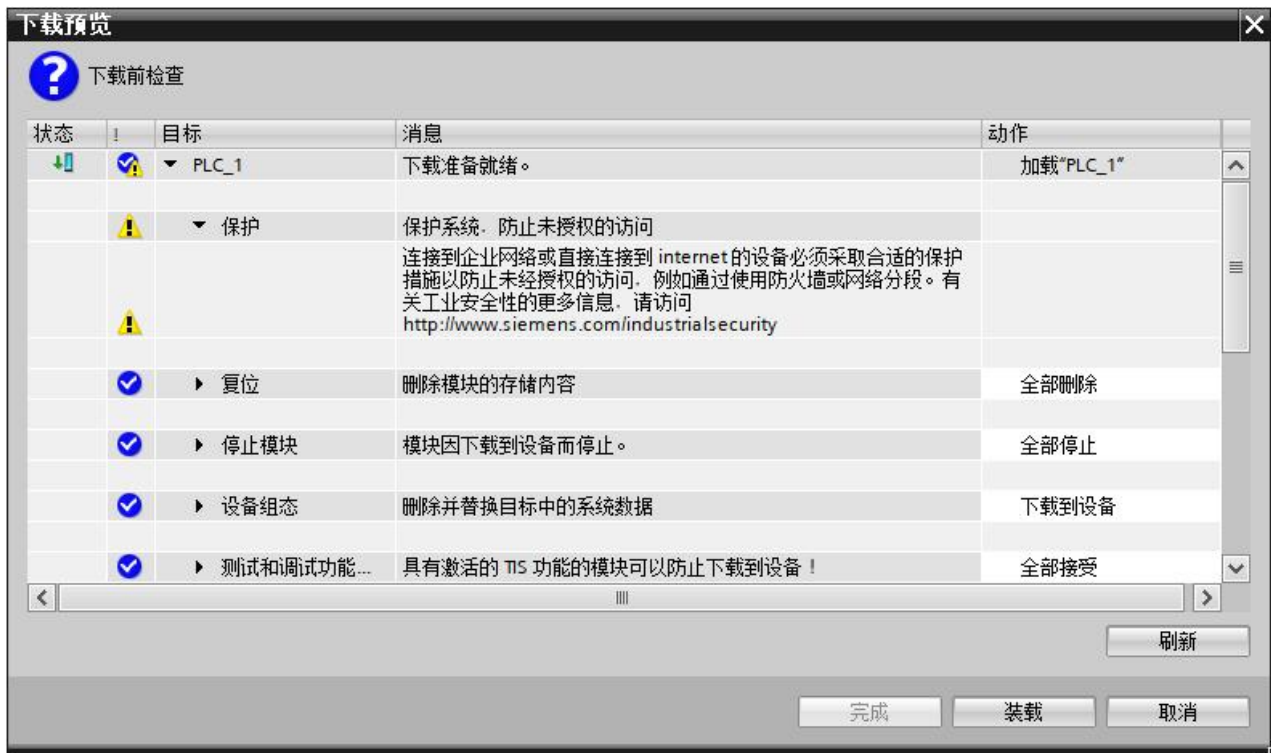 下载预览
下载前检查
状态 ! 目标 消息 动作
PLC_1 下载准备就绪。 加载"PLC_1"
保护 保护系统，防止未授权的访问
连接到企业网络或直接连接到 internet 的设备必须采取合适的保护
措施以防止未经授权的访问，例如通过使用防火墙或网络分段。有
关工业安全性的更多信息，请访问
http://www.siemens.com/industrialsecurity
复位 删除模块的存储内容 全部删除
停止模块 模块因下载到设备而停止。 全部停止
设备组态 删除并替换目标中的系统数据 下载到设备
测试和调试功能... 具有激活的 TIS 功能的模块可以防止下载到设备！ 全部接受
刷新
完成 装载 取消